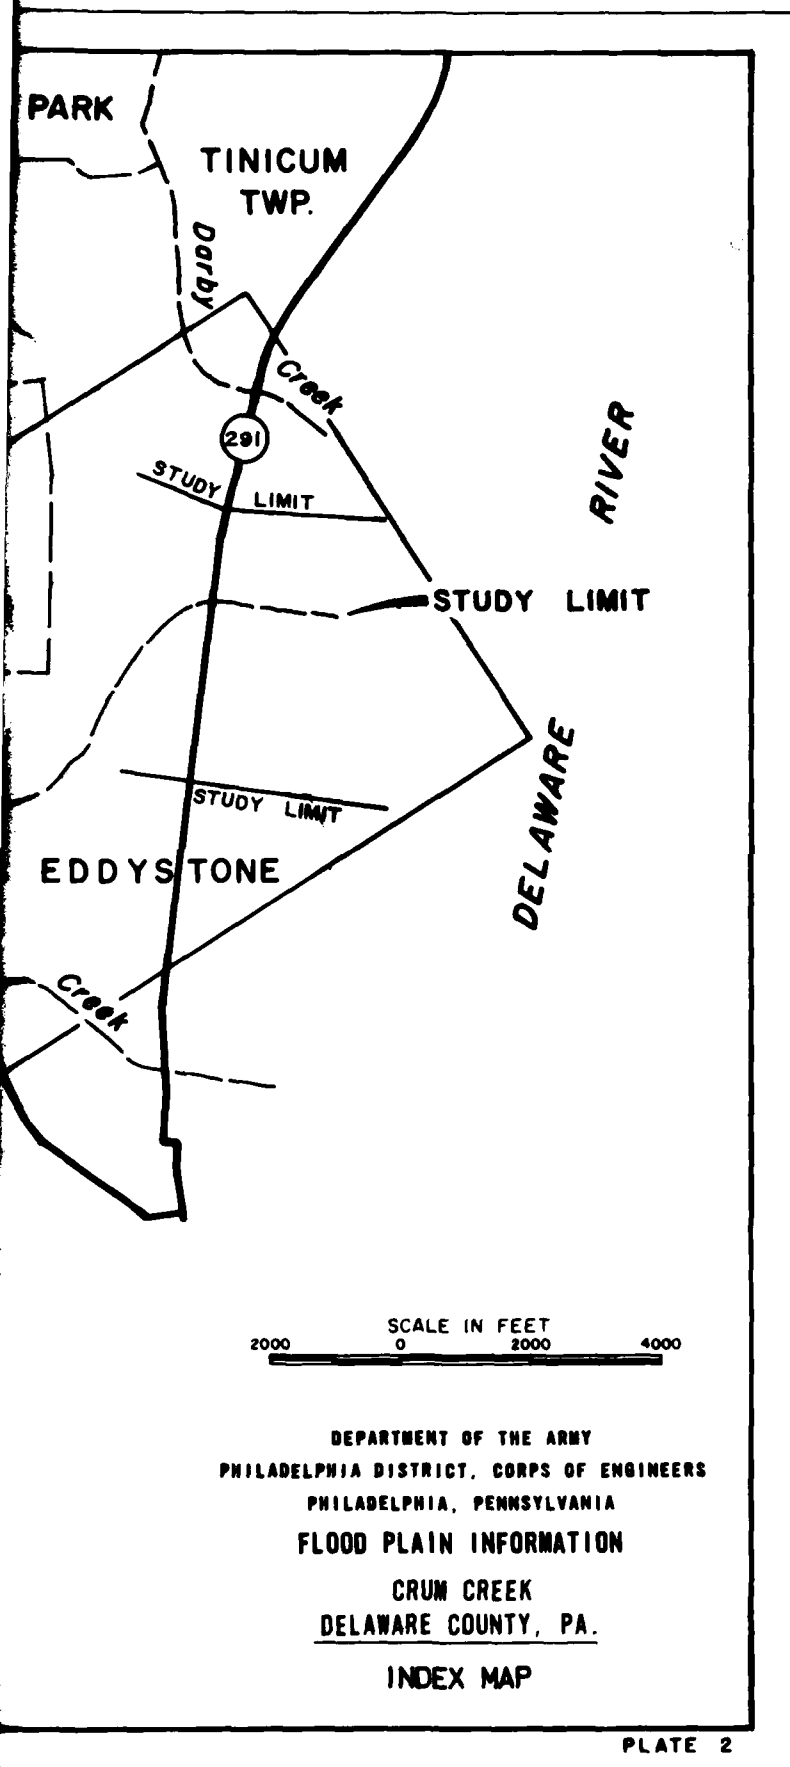 PARK
TINICUM
TWP.
Darby
Creek
291
STUDY LIMIT
RIVER
STUDY LIMIT
DELAWARE
STUDY LIMIT
EDDYSTONE
Creek
SCALE IN FEET
2000 0 2000 4000
DEPARTMENT OF THE ARMY
PHILADELPHIA DISTRICT, CORPS OF ENGINEERS
PHILADELPHIA, PENNSYLVANIA
FLOOD PLAIN INFORMATION
CRUM CREEK
DELAWARE COUNTY, PA.
INDEX MAP
PLATE 2